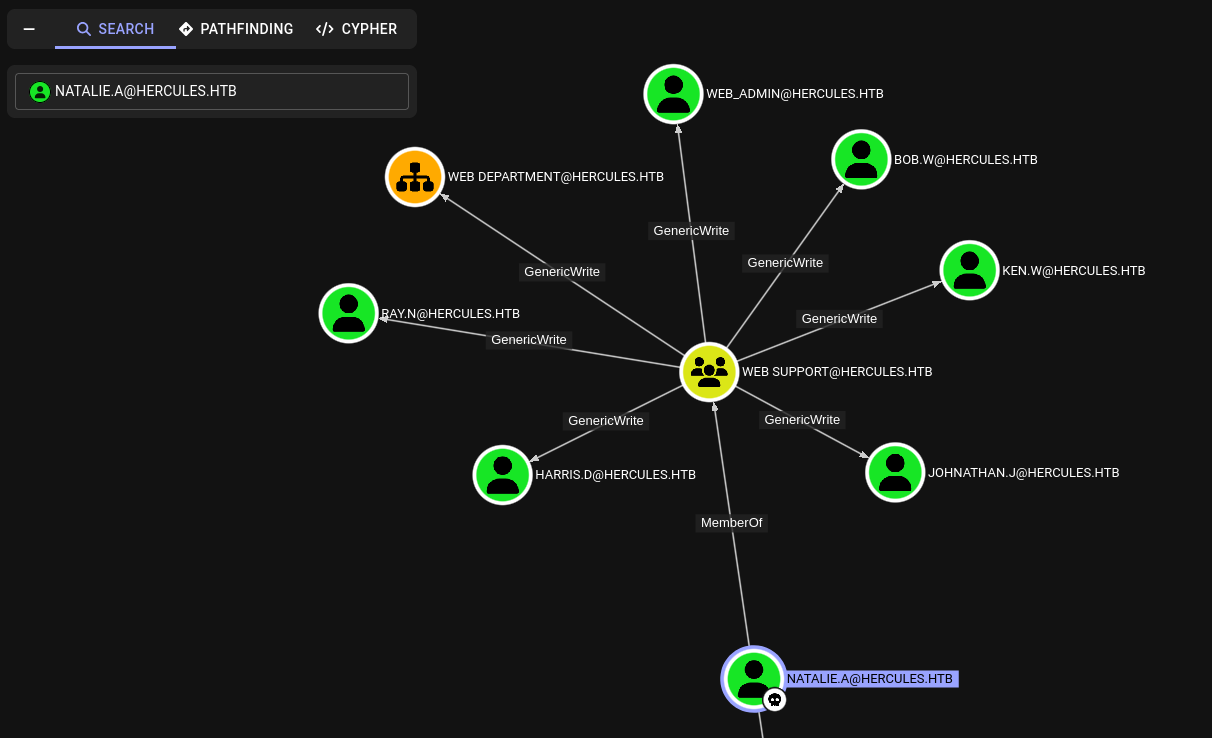 SEARCH
PATHFINDING
CYPHER
NATALIE.A@HERCULES.HTB
WEB_ADMIN@HERCULES.HTB
BOB.W@HERCULES.HTB
WEB DEPARTMENT@HERCULES.HTB
GenericWrite
GenericWrite
GenericWrite
KEN.W@HERCULES.HTB
RAY.N@HERCULES.HTB
GenericWrite
GenericWrite
WEB SUPPORT@HERCULES.HTB
GenericWrite
GenericWrite
HARRIS.D@HERCULES.HTB
JOHNATHAN.J@HERCULES.HTB
MemberOf
NATALIE.A@HERCULES.HTB